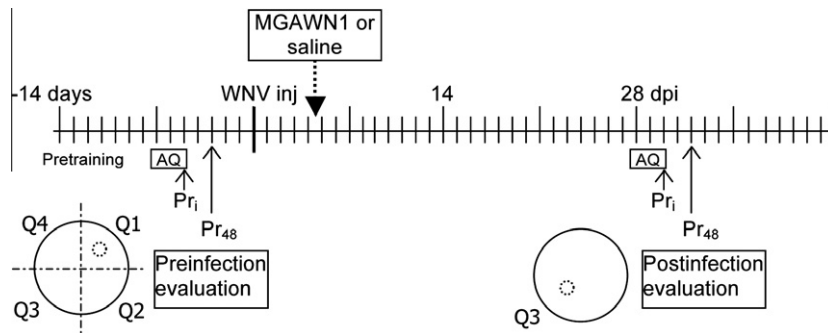 MGAWN1 or
saline
-14 days
WNV inj
14
28 dpi
Pretraining
AQ
AQ
Pri
Pri
Pr48
Pr48
Q4
Q1
Q3
Q2
Preinfection
evaluation
Q3
Postinfection
evaluation